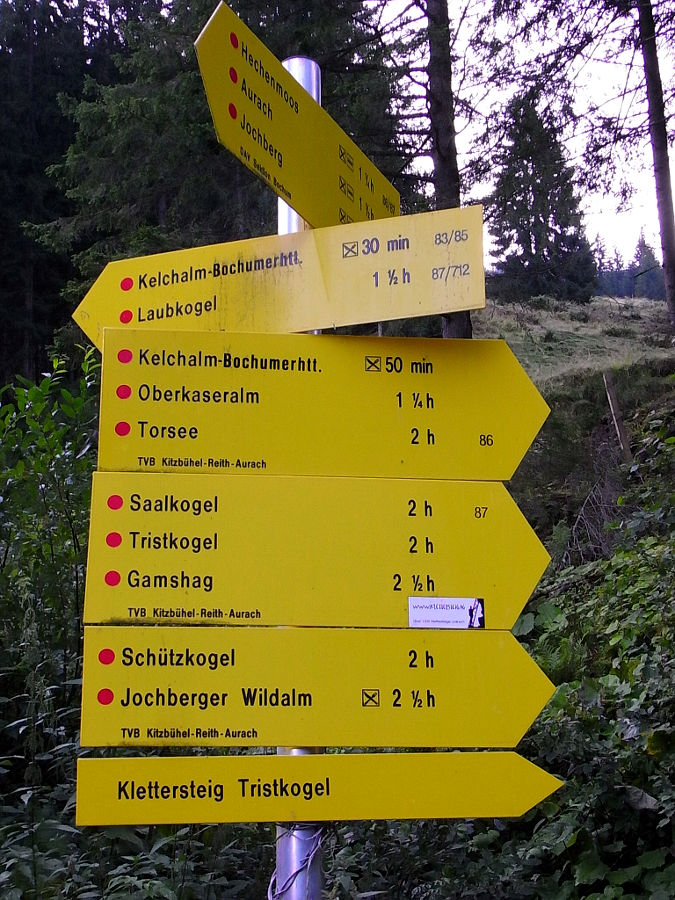 Hechenmoos
Aurach
Jochberg
Kelchalm-Bochumerhtt. 30 min 83/85
Laubkogel 1 ½ h 87/712
Kelchalm-Bochumerhtt. 50 min
Oberkaseralm 1 ¼ h
Torsee 2 h 86
TVB Kitzbühel-Reith-Aurach
Saalkogel 2 h 87
Tristkogel 2 h
Gamshag 2 ½ h
TVB Kitzbühel-Reith-Aurach
Schützkogel 2 h
Jochberger Wildalm 2 ½ h
TVB Kitzbühel-Reith-Aurach
Klettersteig Tristkogel